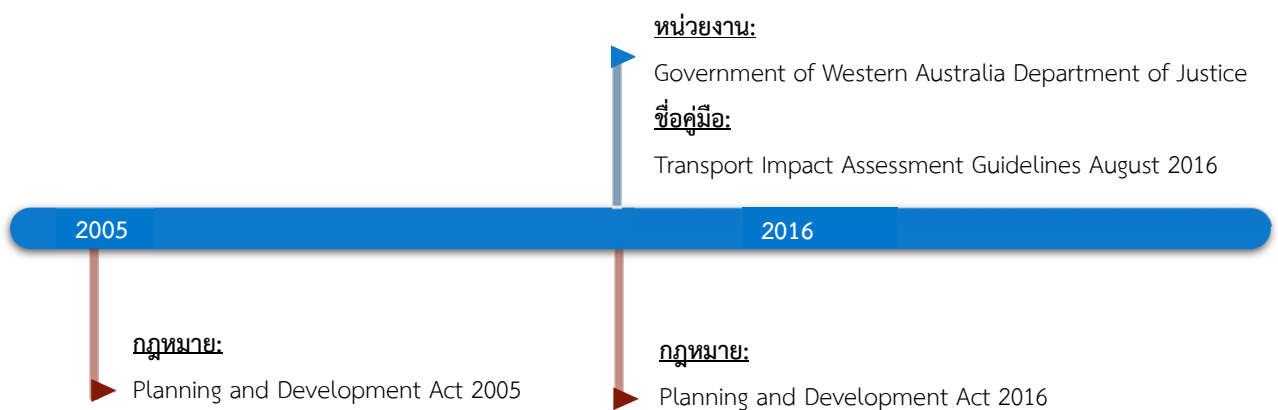 หน่วยงาน:
Government of Western Australia Department of Justice
ชื่อคู่มือ:
Transport Impact Assessment Guidelines August 2016
2005
2016
กฎหมาย:
Planning and Development Act 2005
กฎหมาย:
Planning and Development Act 2016